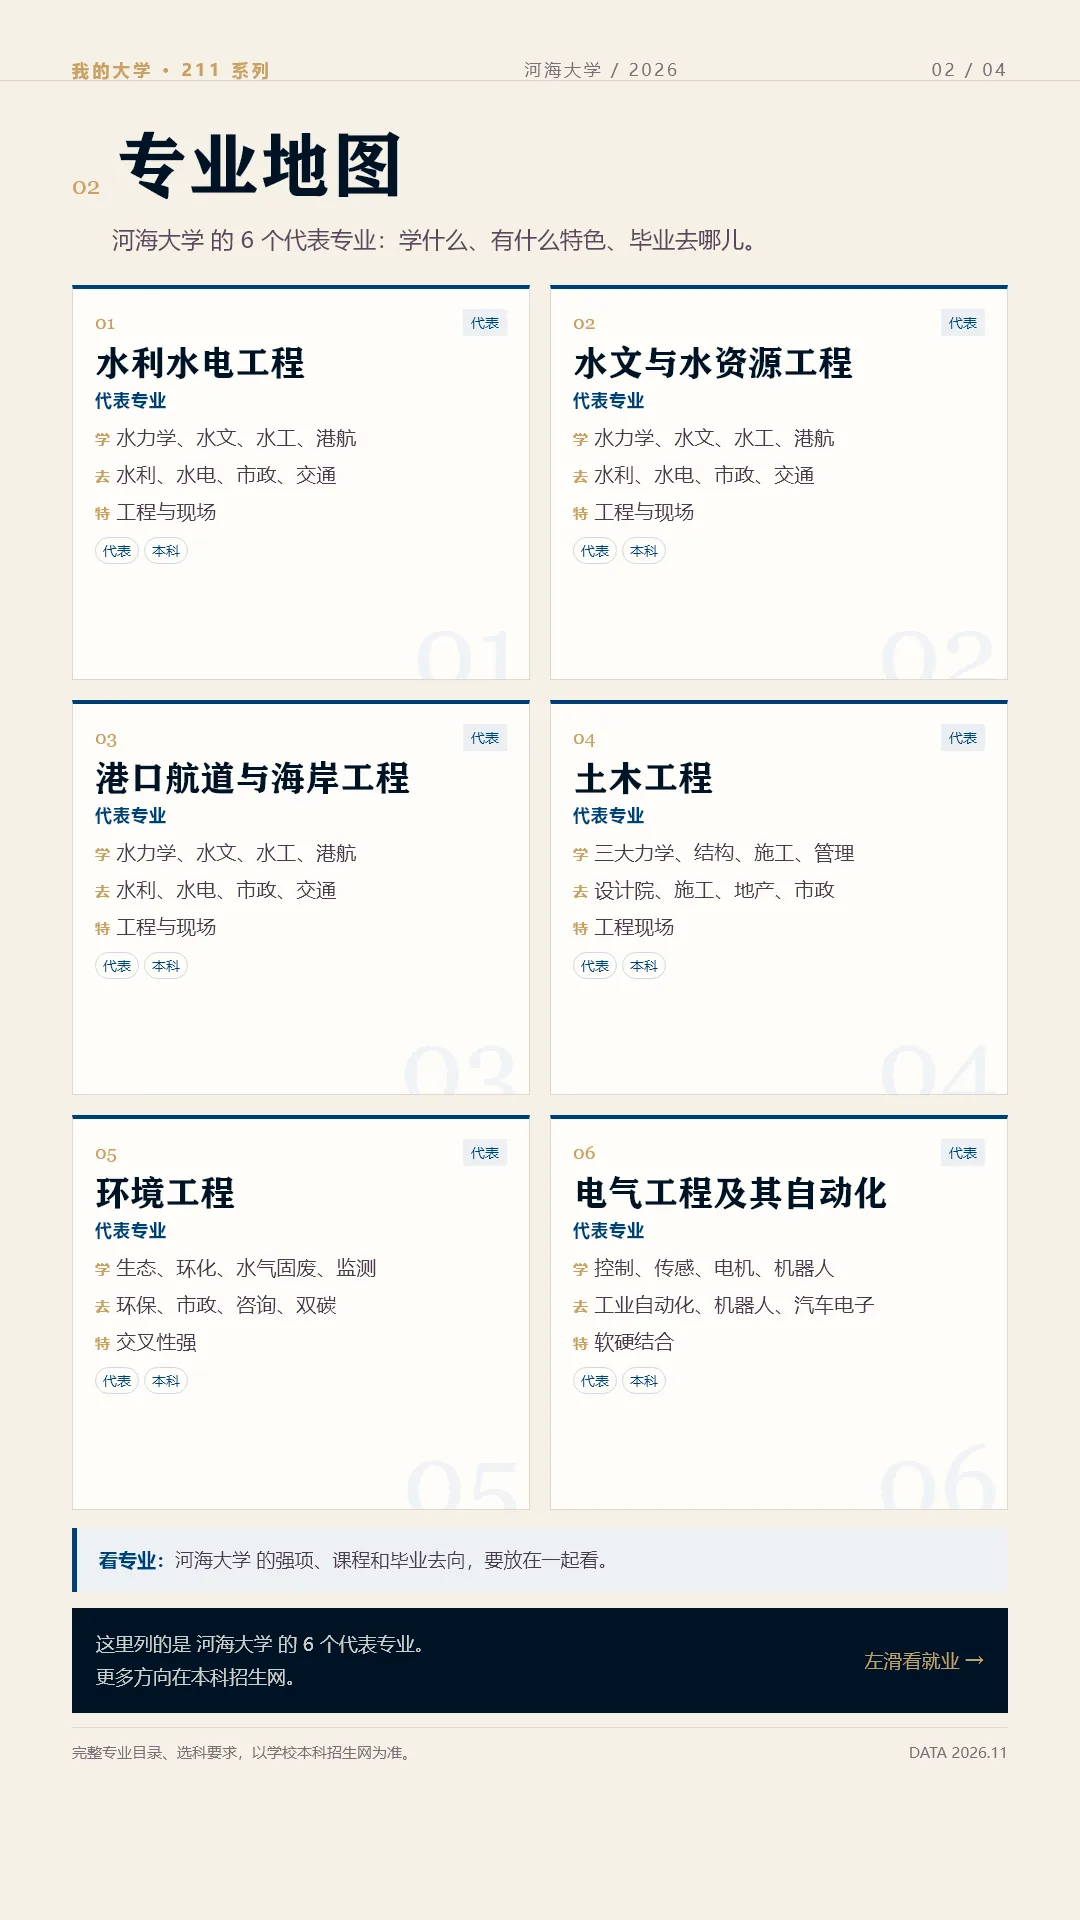 我的大学 • 211 系列
河海大学 / 2026
02 / 04
02 专业地图
河海大学 的 6 个代表专业：学什么、有什么特色、毕业去哪儿。
01
代表
水利水电工程
代表专业
学 水力学、水文、水工、港航
去 水利、水电、市政、交通
特 工程与现场
代表 本科
01
02
代表
水文与水资源工程
代表专业
学 水力学、水文、水工、港航
去 水利、水电、市政、交通
特 工程与现场
代表 本科
02
03
代表
港口航道与海岸工程
代表专业
学 水力学、水文、水工、港航
去 水利、水电、市政、交通
特 工程与现场
代表 本科
03
04
代表
土木工程
代表专业
学 三大力学、结构、施工、管理
去 设计院、施工、地产、市政
特 工程现场
代表 本科
04
05
代表
环境工程
代表专业
学 生态、环化、水气固废、监测
去 环保、市政、咨询、双碳
特 交叉性强
代表 本科
05
06
代表
电气工程及其自动化
代表专业
学 控制、传感、电机、机器人
去 工业自动化、机器人、汽车电子
特 软硬结合
代表 本科
06
看专业：河海大学 的强项、课程和毕业去向，要放在一起看。
这里列的是 河海大学 的 6 个代表专业。
更多方向在本科招生网。
左滑看就业 →
完整专业目录、选科要求，以学校本科招生网为准。
DATA 2026.11